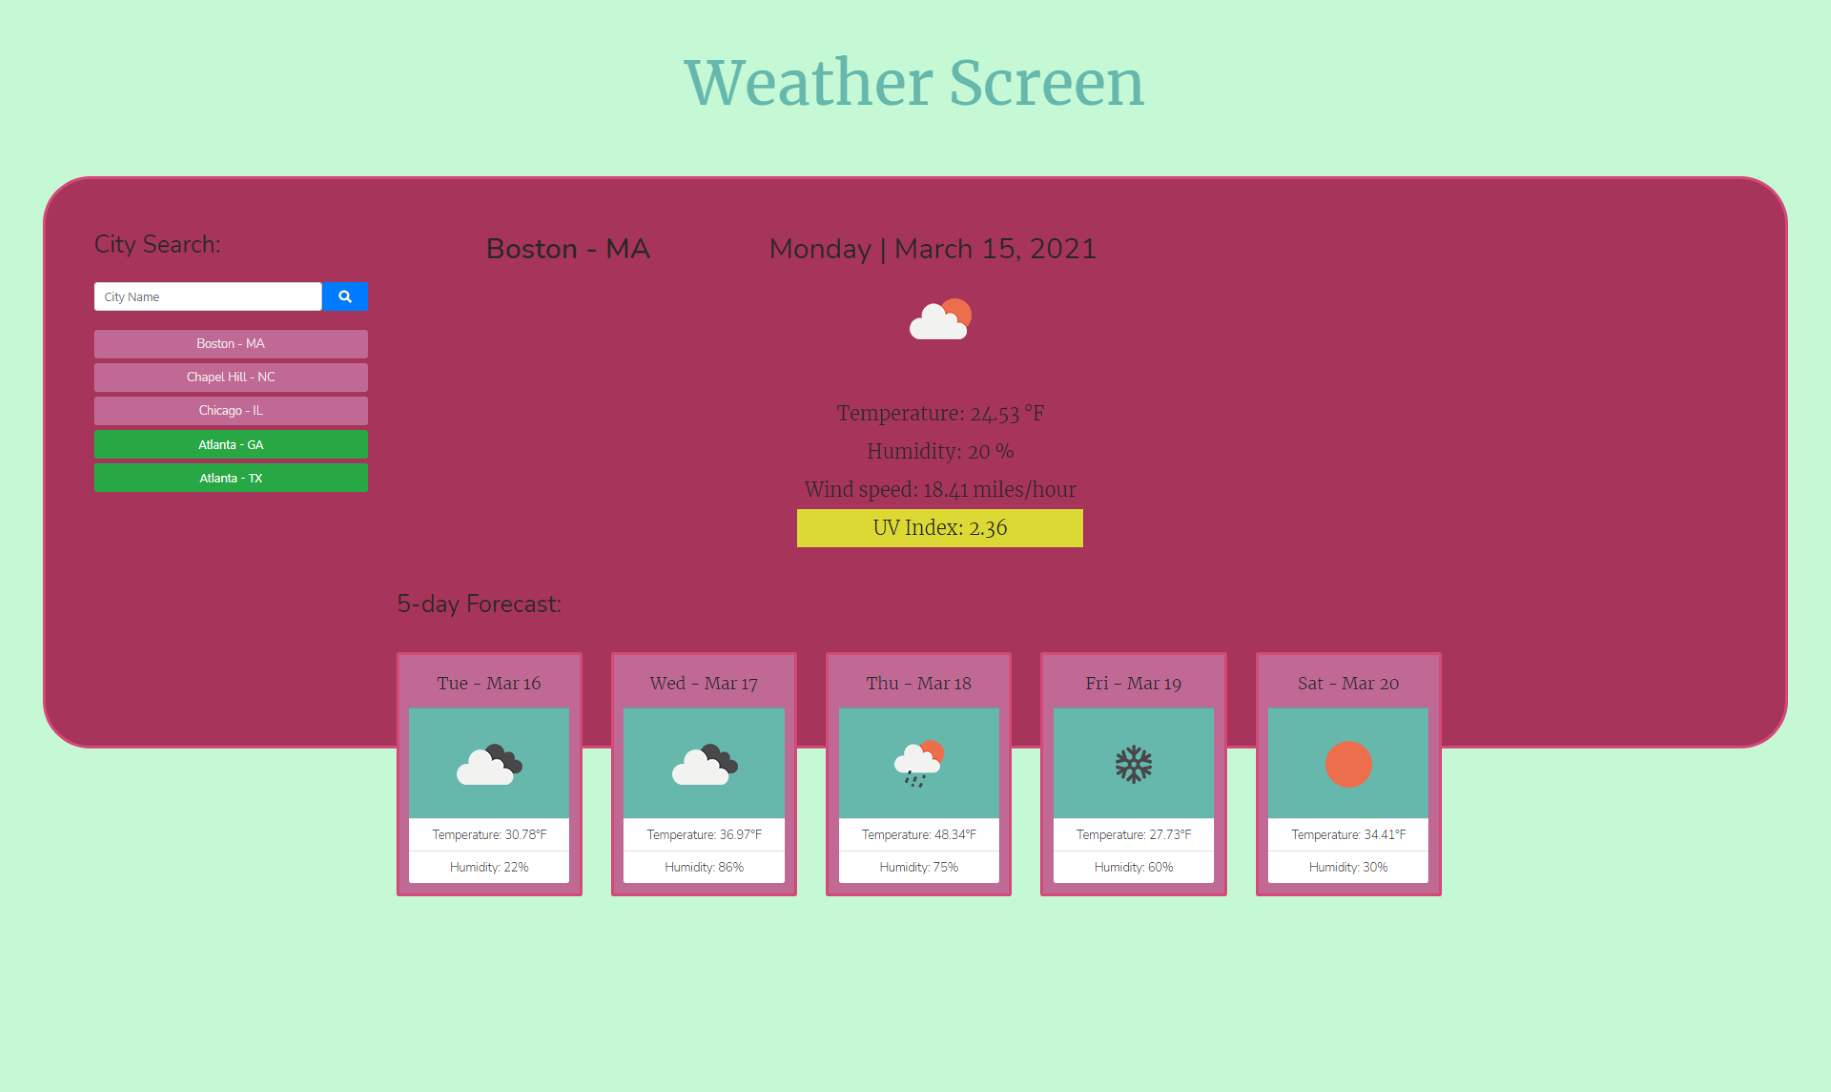 Weather Screen
City Search:
City Name
Boston - MA
Chapel Hill - NC
Chicago - IL
Atlanta - GA
Atlanta - TX
Boston - MA
Monday | March 15, 2021
Temperature: 24.53 °F
Humidity: 20 %
Wind speed: 18.41 miles/hour
UV Index: 2.36
5-day Forecast:
Tue - Mar 16
Temperature: 30.78°F
Humidity: 22%
Wed - Mar 17
Temperature: 36.97°F
Humidity: 86%
Thu - Mar 18
Temperature: 48.34°F
Humidity: 75%
Fri - Mar 19
Temperature: 27.73°F
Humidity: 60%
Sat - Mar 20
Temperature: 34.41°F
Humidity: 30%